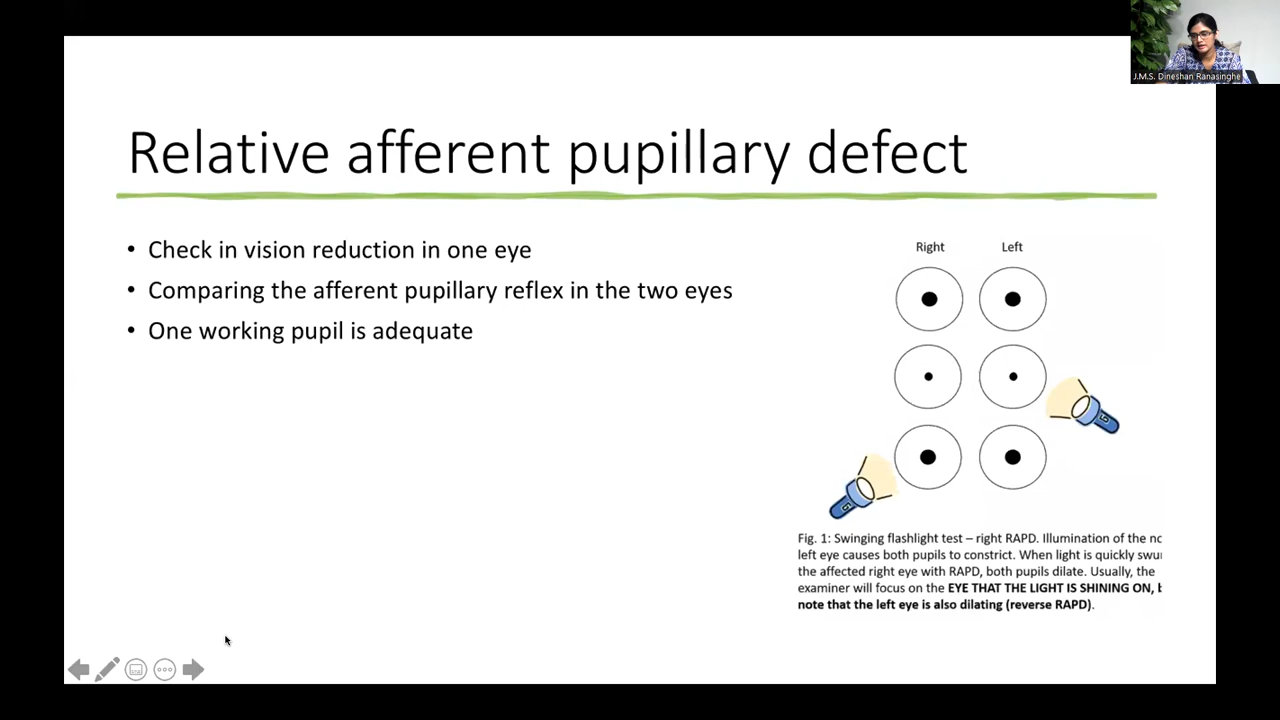 J.M.S. Dineshan Ranasinghe
Relative afferent pupillary defect
• Check in vision reduction in one eye
• Comparing the afferent pupillary reflex in the two eyes
• One working pupil is adequate
Right Left
Fig. 1: Swinging flashlight test – right RAPD. Illumination of the
left eye causes both pupils to constrict. When light is quickly
the affected right eye with RAPD, both pupils dilate. Usually, the
examiner will focus on the EYE THAT THE LIGHT IS SHINING ON,
note that the left eye is also dilating (reverse RAPD).